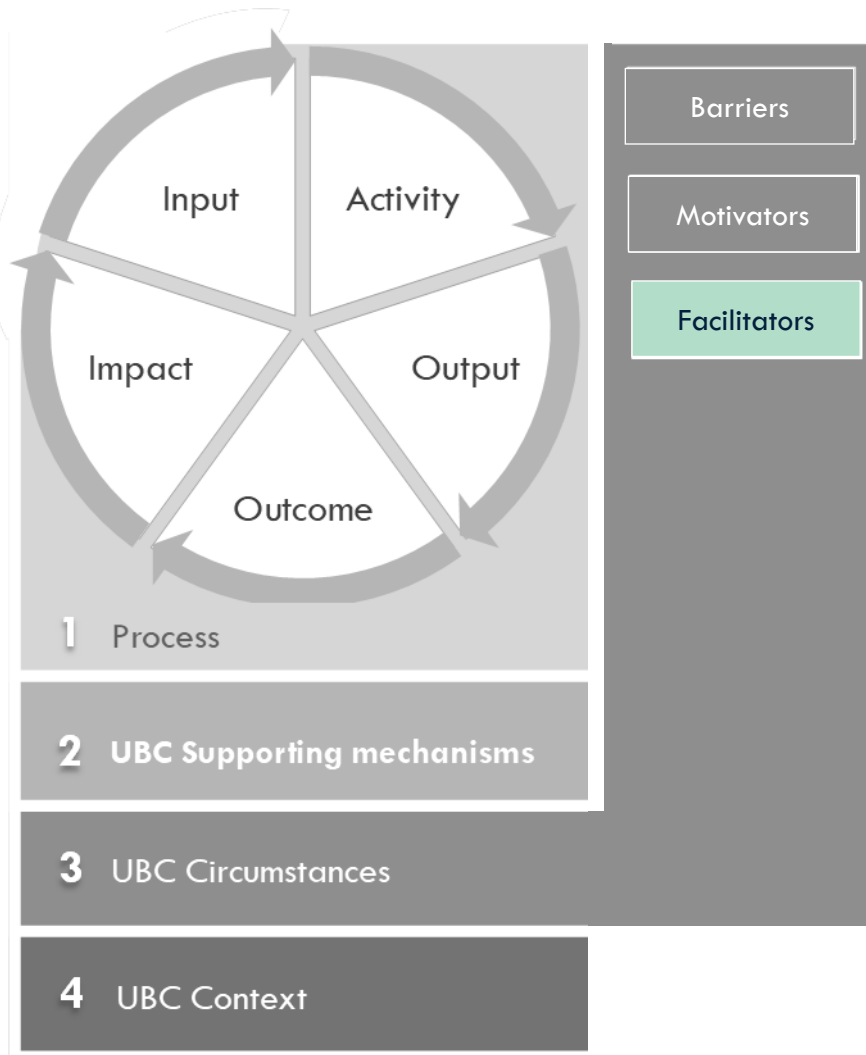 Input
Activity
Impact
Output
Outcome
1 Process
2 UBC Supporting mechanisms
3 UBC Circumstances
4 UBC Context
Barriers
Motivators
Facilitators